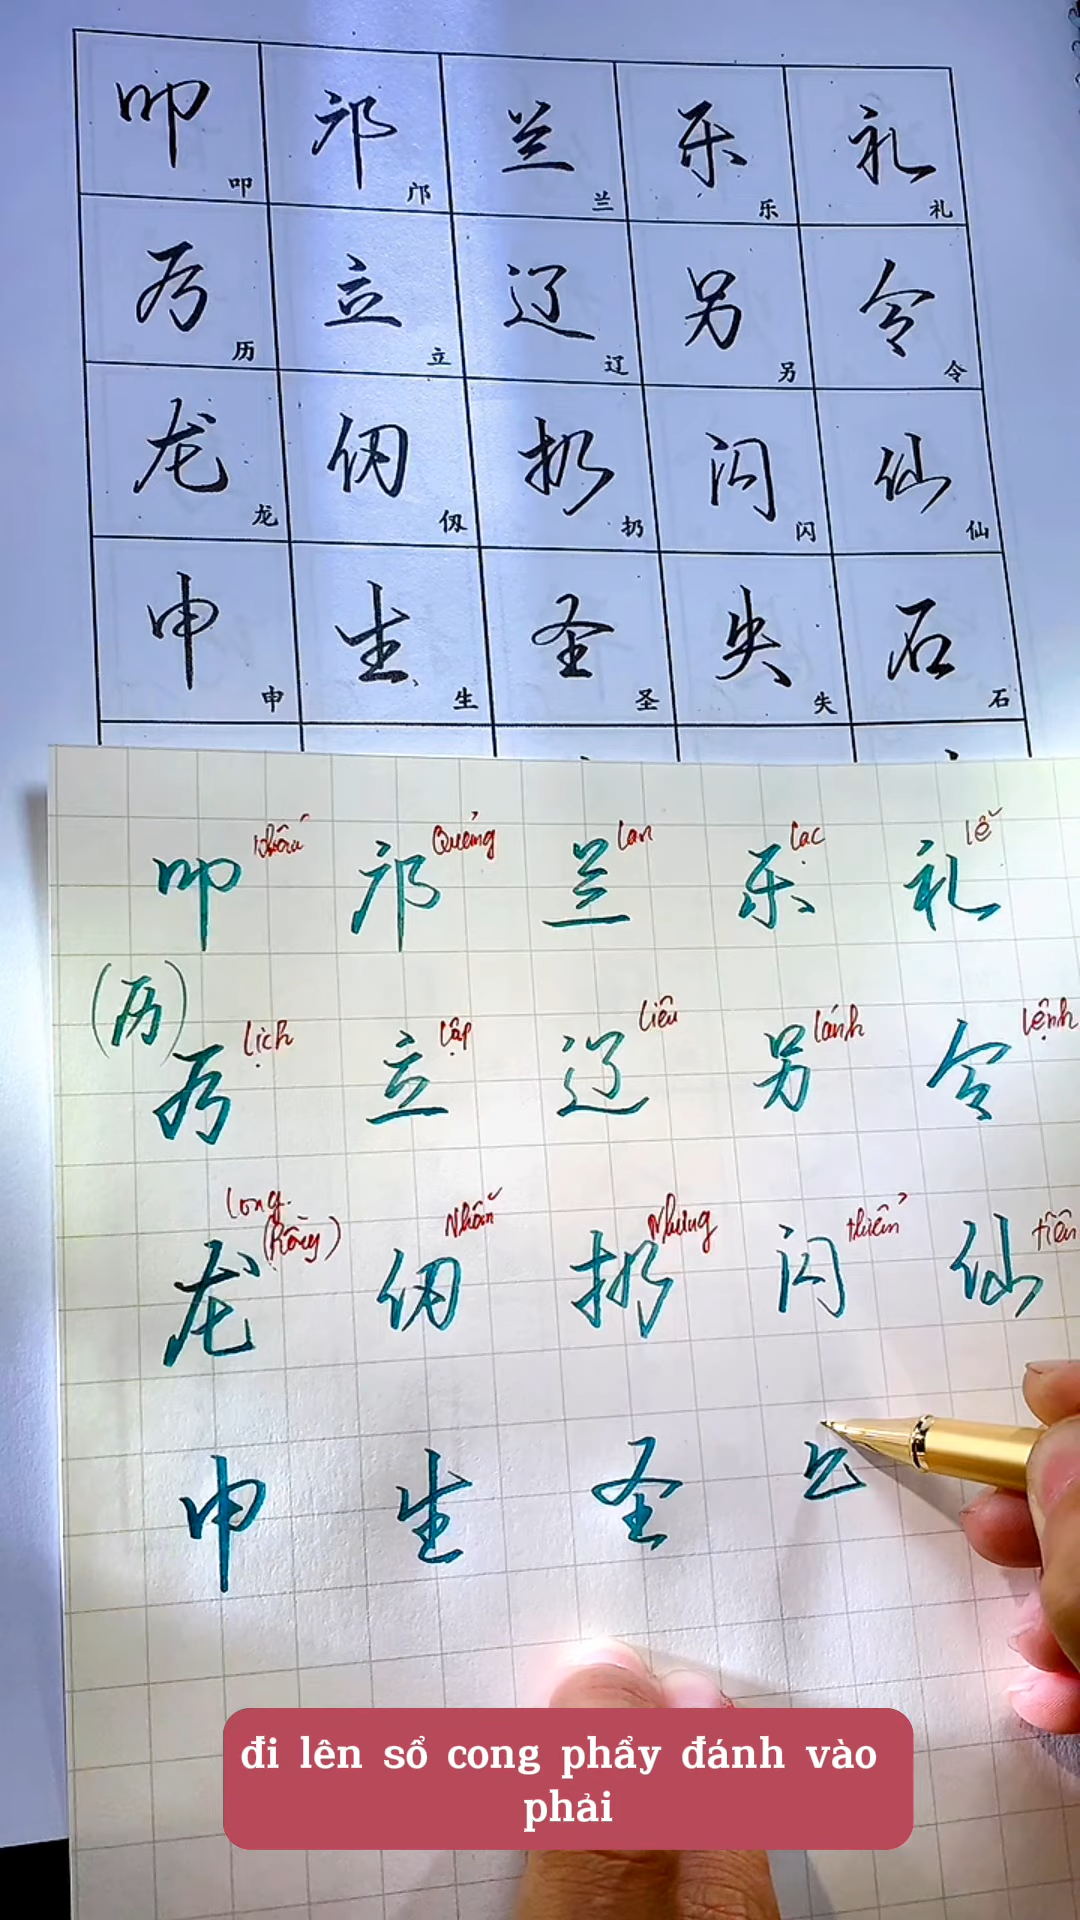 叩 邝 兰 乐 礼
叩 邝 兰 乐 礼
历 立 辽 另 令
历 立 辽 另 令
龙 仞 扔 闪 仙
龙 仞 扔 闪 仙
申 生 圣 失 石
申 生 圣 失 石
khấu Quảng lan lạc lễ
叩 邝 兰 乐 礼
(历)
lịch lập liêu lánh lệnh
历 立 辽 另 令
long (rồng) Nhẫn Nhưng thiểm tiên
龙 仞 扔 闪 仙
申 生 圣
đi lên sổ cong phẩy đánh vào
phải